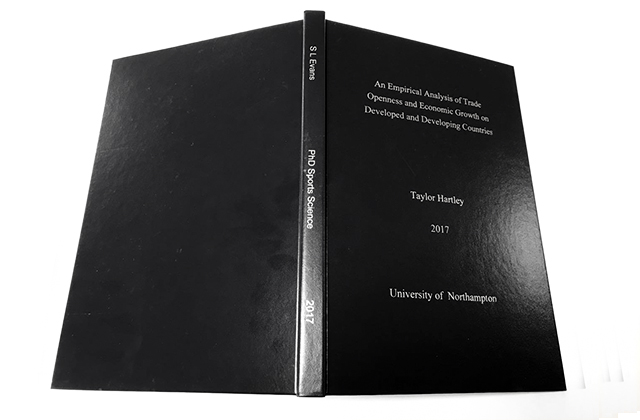 S L Evans
PhD Sports Science
2017
An Empirical Analysis of Trade
Openness and Economic Growth on
Developed and Developing Countries
Taylor Hartley
2017
University of Northampton